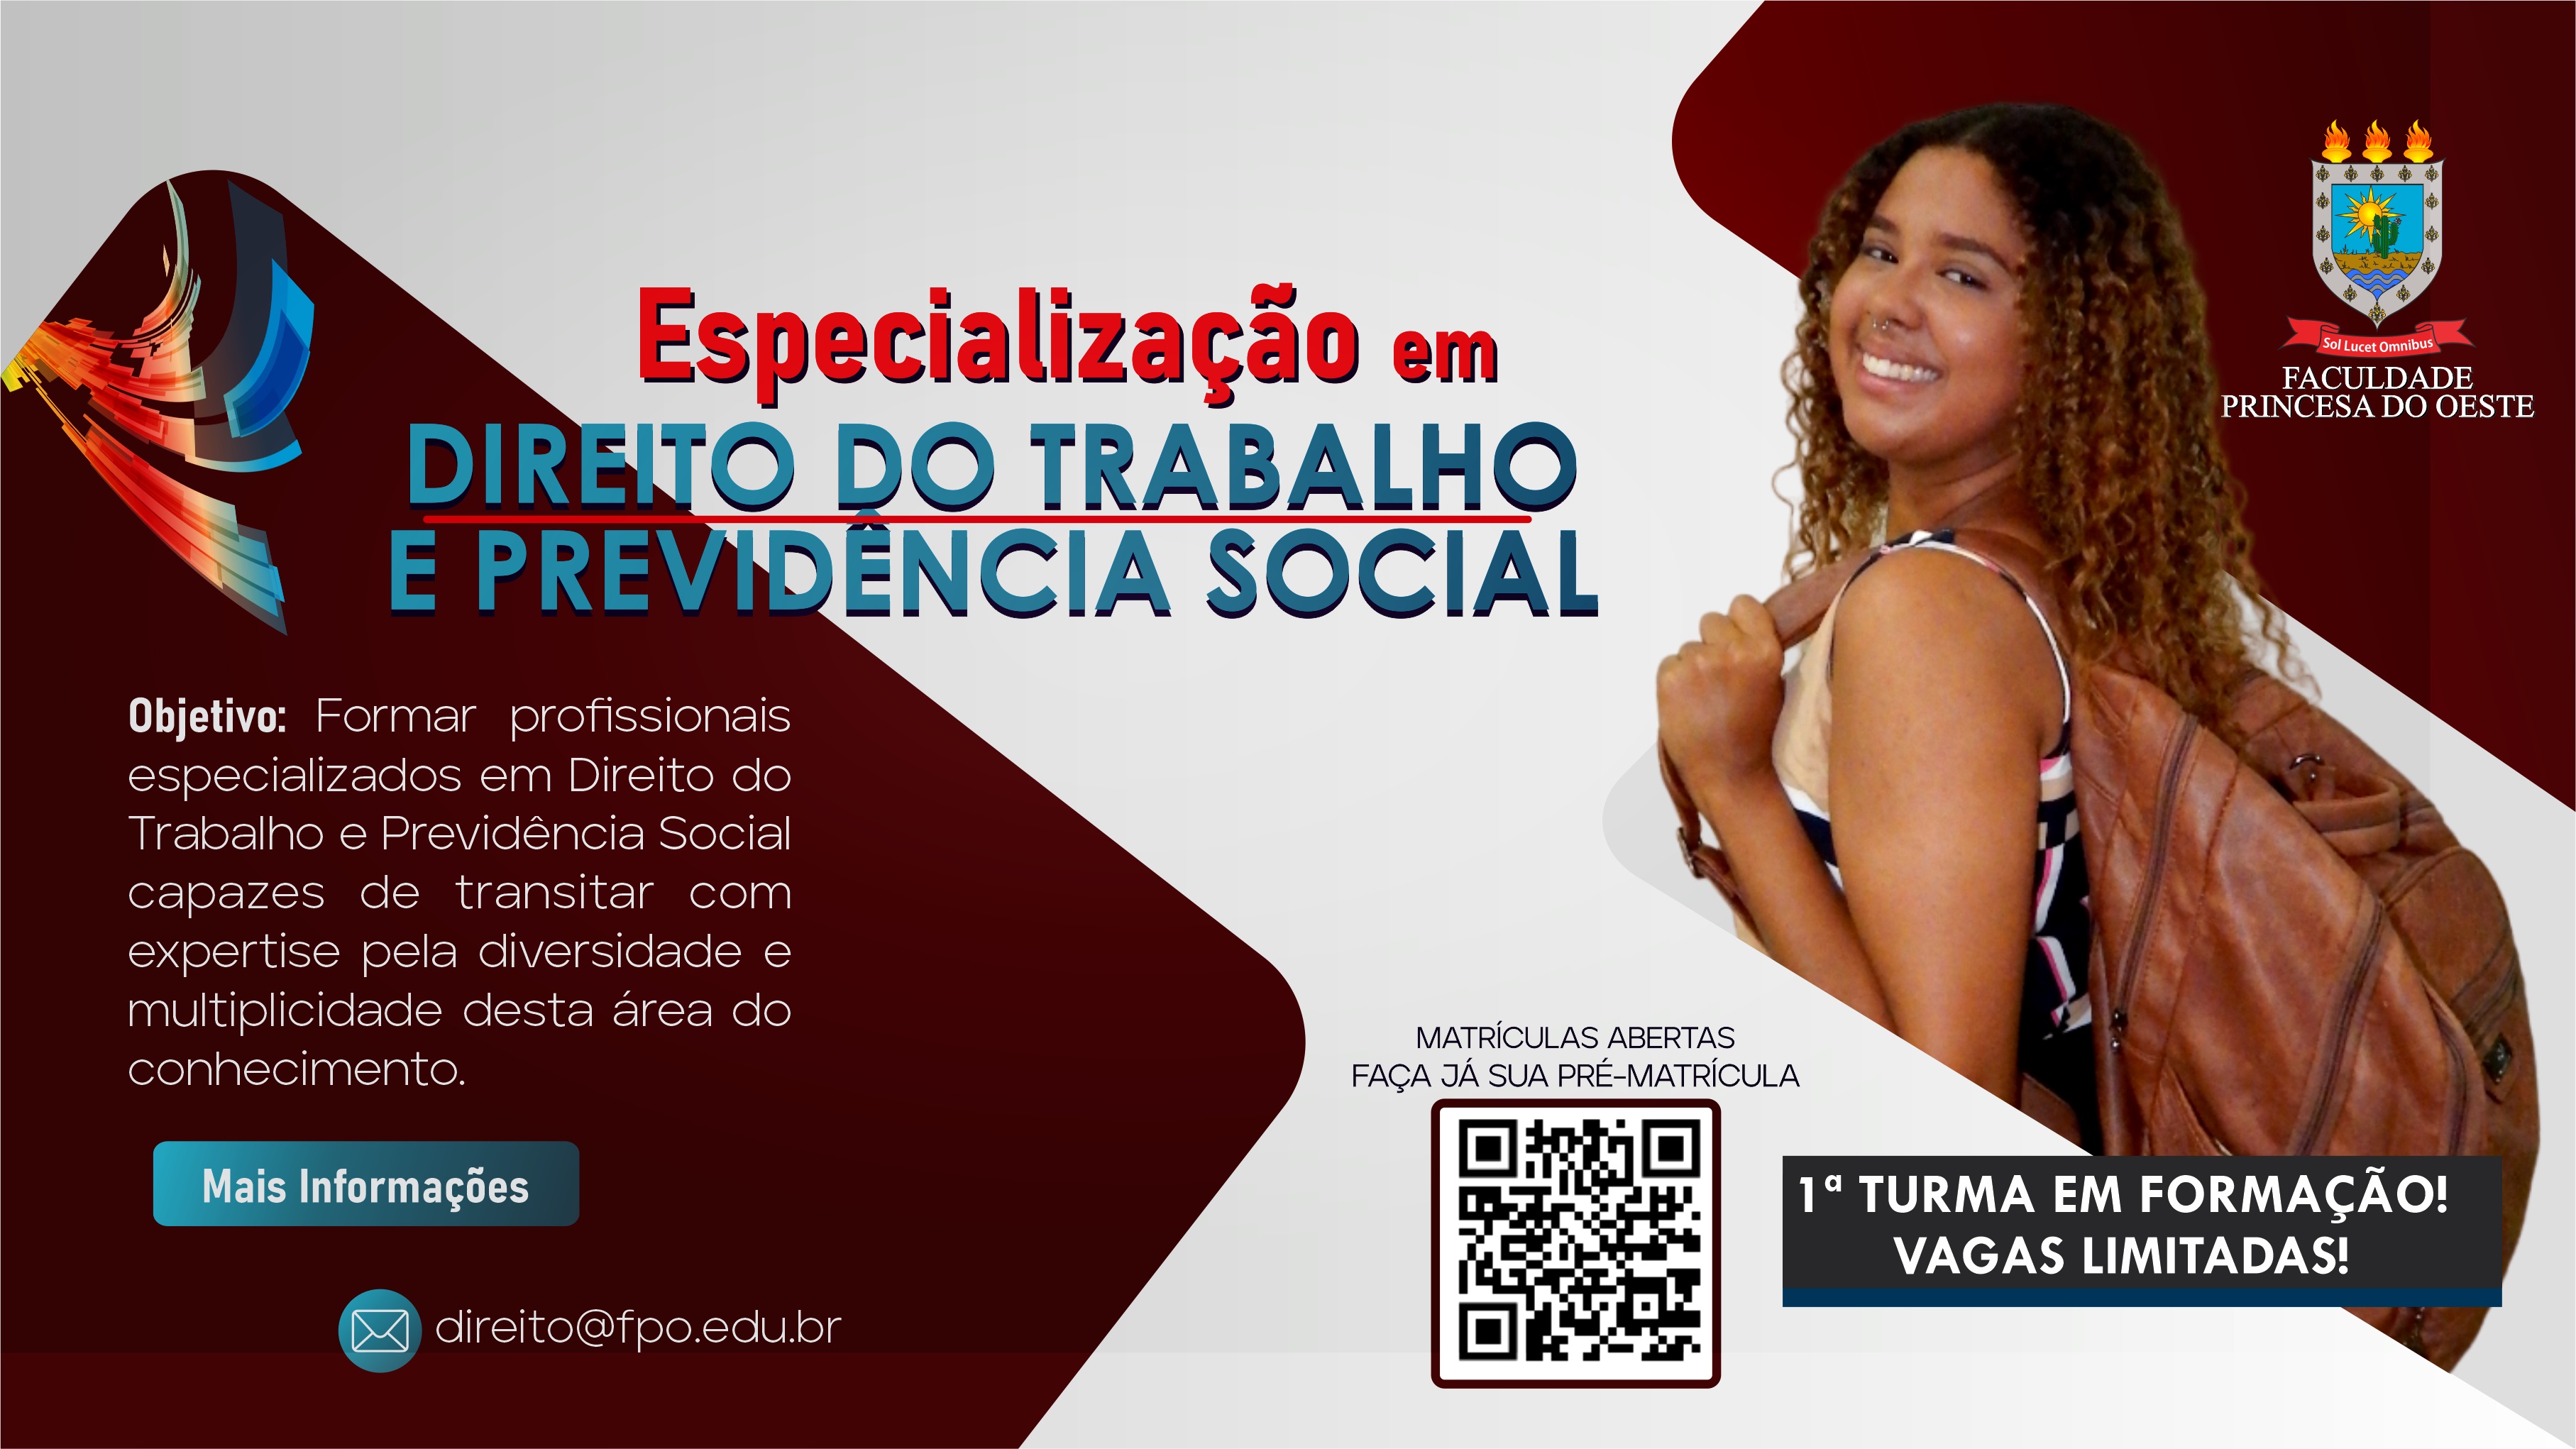 Especialização em
DIREITO DO TRABALHO
E PREVIDÊNCIA SOCIAL
Sol Lucet Omnibus
FACULDADE
PRINCESA DO OESTE
Objetivo: Formar profissionais
especializados em Direito do
Trabalho e Previdência Social
capazes de transitar com
expertise pela diversidade e
multiplicidade desta área do
conhecimento.
Mais Informações
direito@fpo.edu.br
MATRÍCULAS ABERTAS
FAÇA JÁ SUA PRÉ-MATRÍCULA
1ª TURMA EM FORMAÇÃO!
VAGAS LIMITADAS!